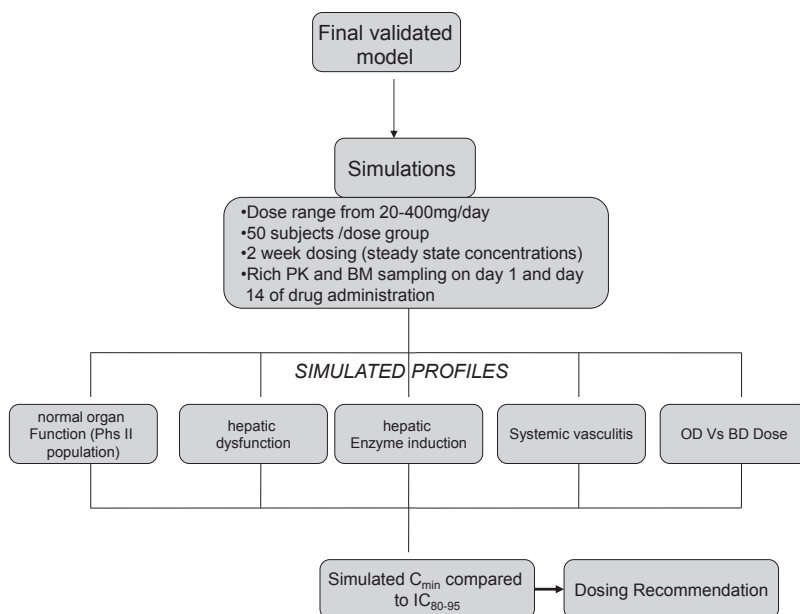 Final validated
model
Simulations
•Dose range from 20-400mg/day
•50 subjects /dose group
•2 week dosing (steady state concentrations)
•Rich PK and BM sampling on day 1 and day
14 of drug administration
SIMULATED PROFILES
normal organ
Function (Phs II
population)
hepatic
dysfunction
hepatic
Enzyme induction
Systemic vasculitis
OD Vs BD Dose
Simulated Cmin compared
to IC80-95
Dosing Recommendation